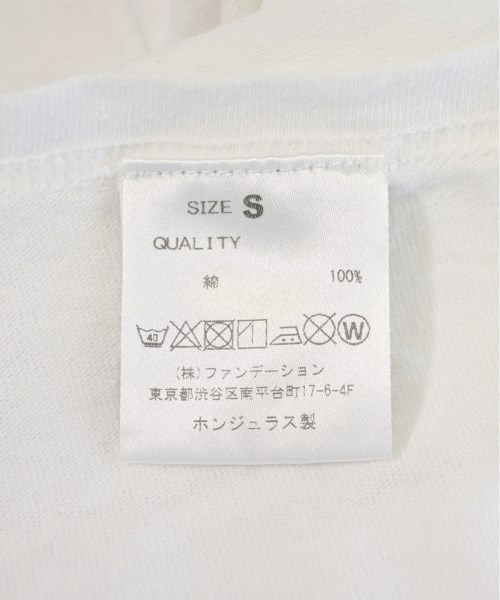 SIZE S
QUALITY
綿 100%
40 W
(株)ファンデーション
東京都渋谷区南平台町17-6-4F
ホンジュラス製